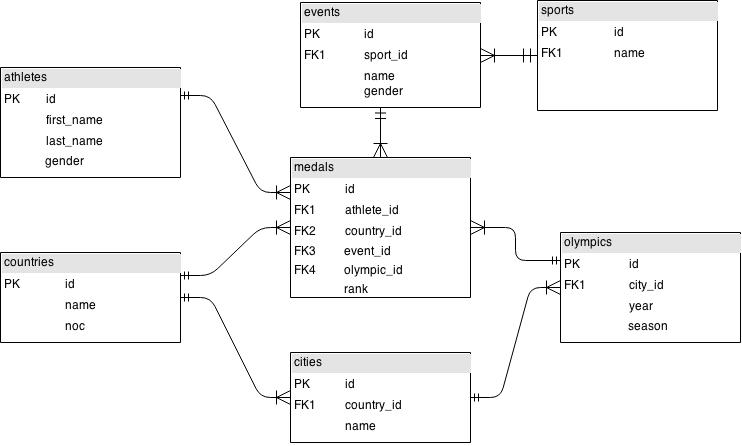 events
PK id
FK1 sport_id
name
gender
sports
PK id
FK1 name
athletes
PK id
first_name
last_name
gender
medals
PK id
FK1 athlete_id
FK2 country_id
FK3 event_id
FK4 olympic_id
rank
olympics
PK id
FK1 city_id
year
season
countries
PK id
name
noc
cities
PK id
FK1 country_id
name